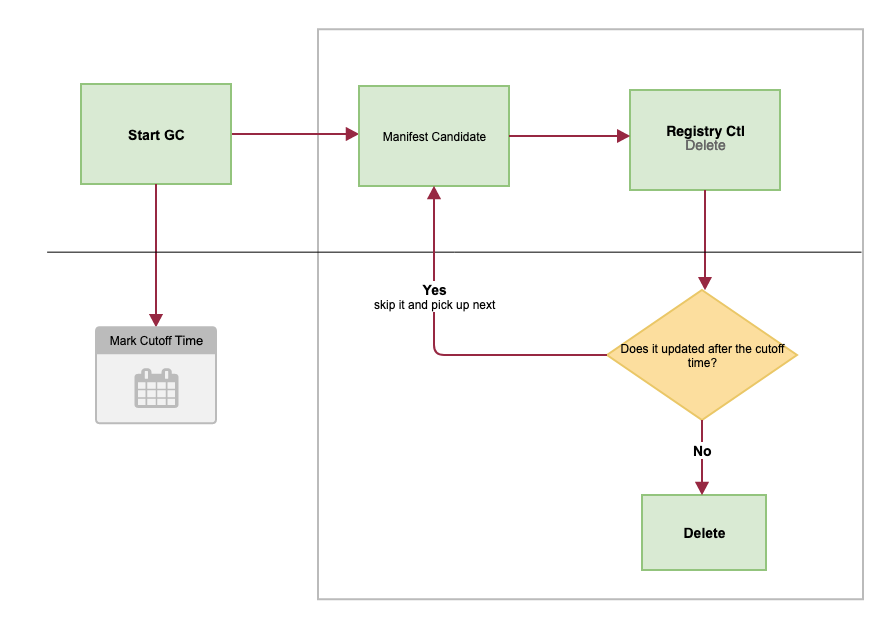 Start GC
Manifest Candidate
Registry Ctl
Delete
Yes
skip it and pick up next
Mark Cutoff Time
Does it updated after the cutoff
time?
No
Delete